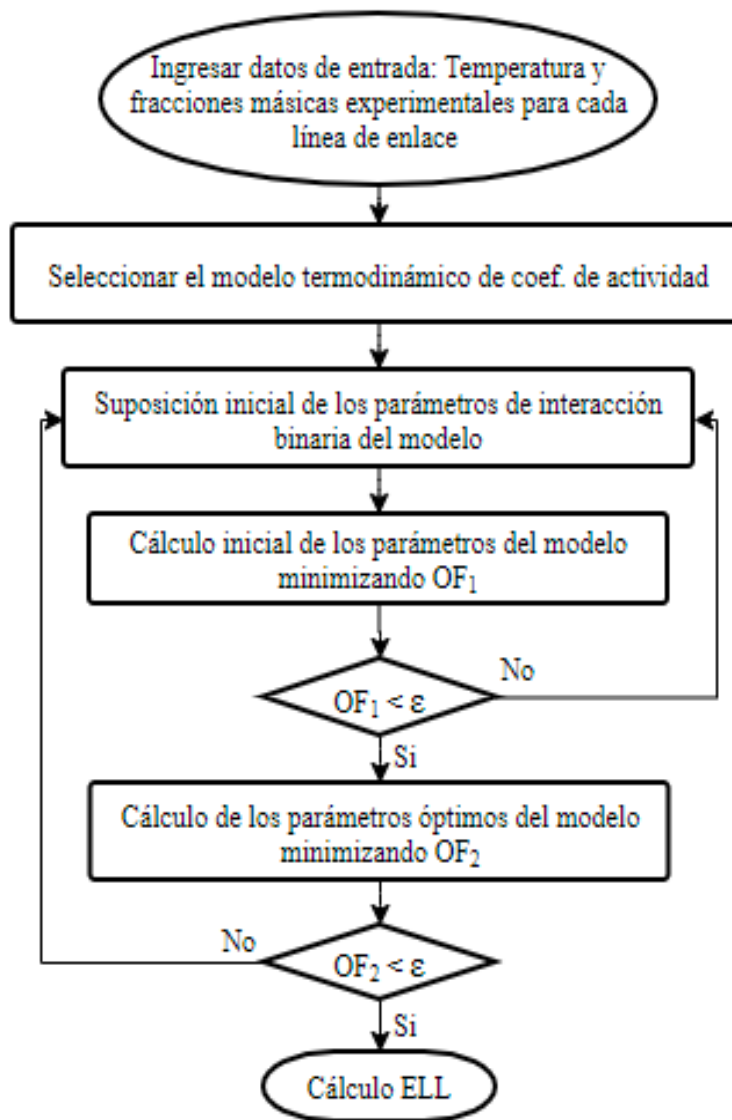 Ingresar datos de entrada: Temperatura y
fracciones másicas experimentales para cada
línea de enlace
Seleccionar el modelo termodinámico de coef. de actividad
Suposición inicial de los parámetros de interacción
binaria del modelo
Cálculo inicial de los parámetros del modelo
minimizando OF₁
OF₁ < ε
No
Si
Cálculo de los parámetros óptimos del modelo
minimizando OF₂
No
OF₂ < ε
Si
Cálculo ELL